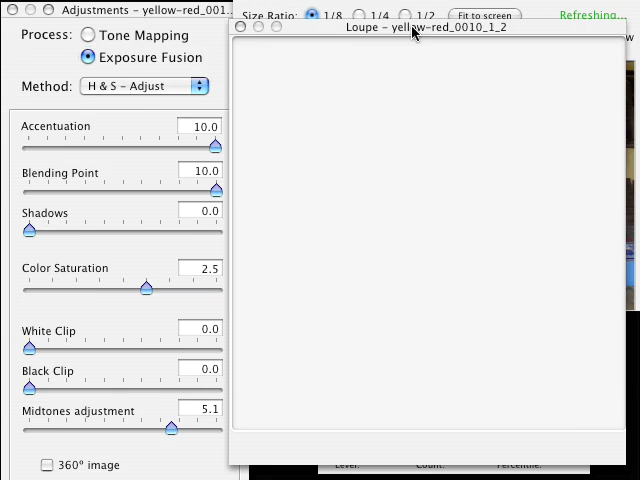 Adjustments – yellow-red_001
Size Ratio: 1/8 1/4 1/2 Fit to screen Refreshing...
Loupe – yellow-red_0010_1_2
Process: Tone Mapping
Exposure Fusion
Method: H & S – Adjust
Accentuation 10.0
Blending Point 10.0
Shadows 0.0
Color Saturation 2.5
White Clip 0.0
Black Clip 0.0
Midtones adjustment 5.1
360° image
Level: Count: Percentile: